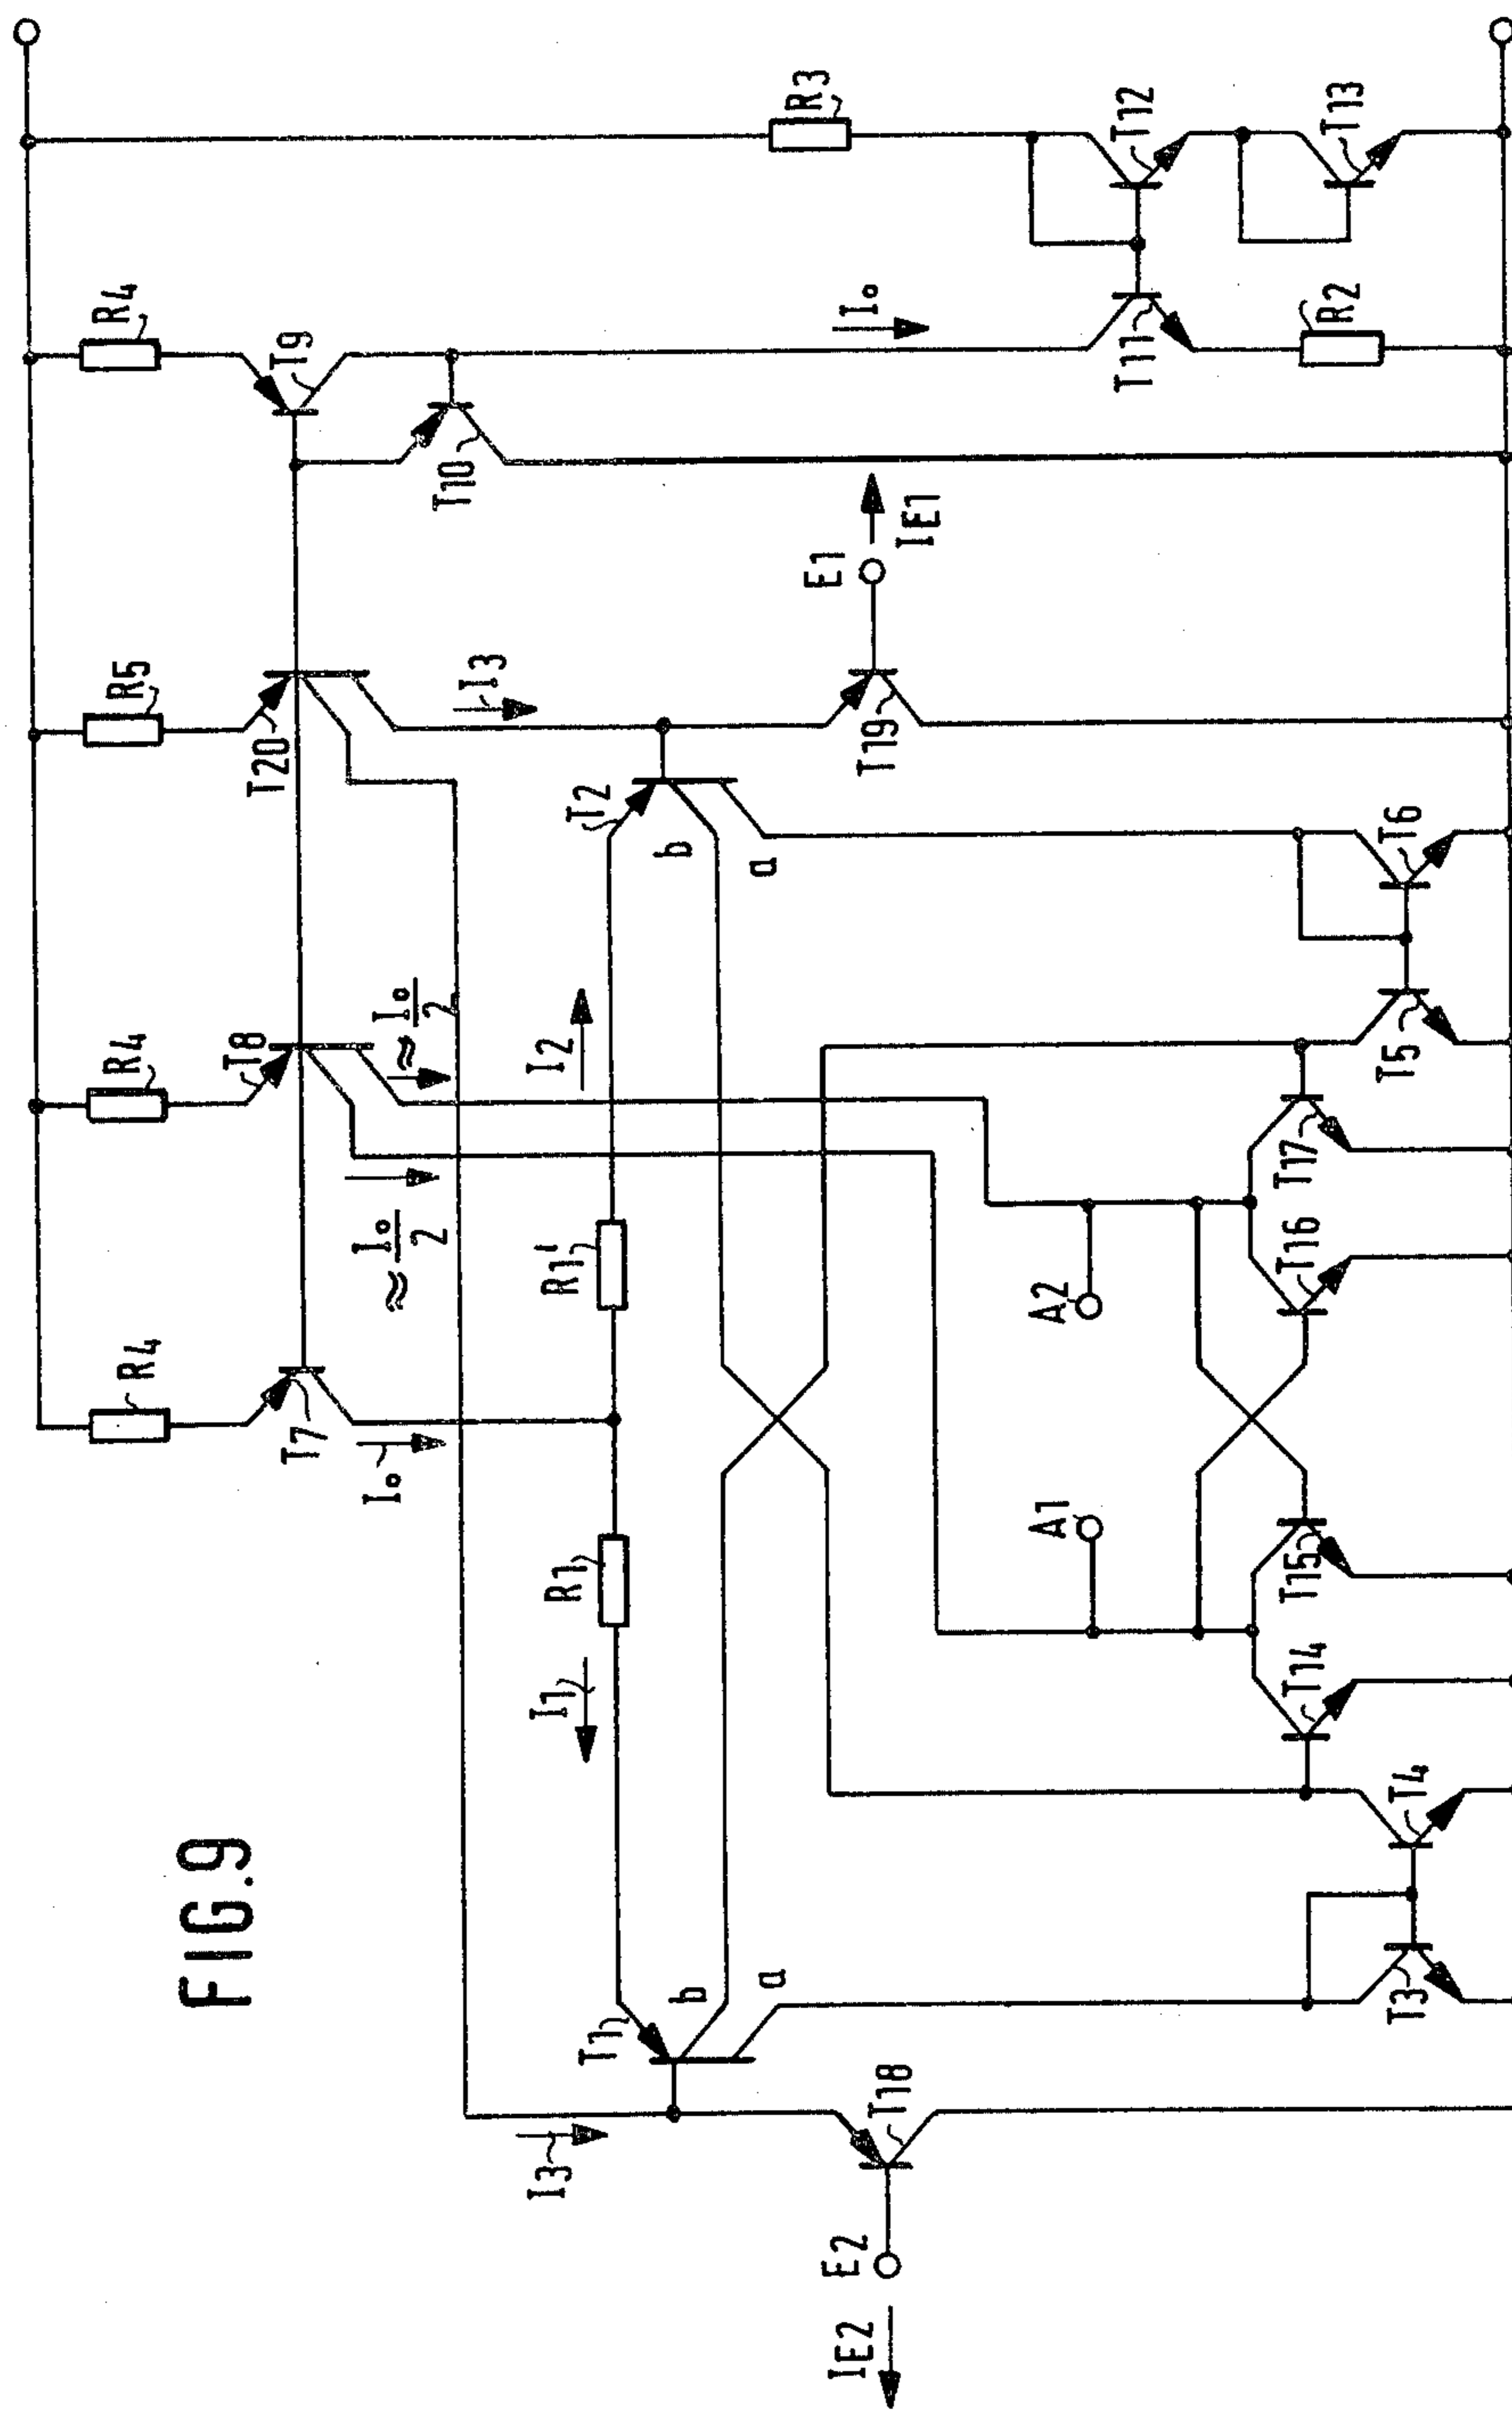 FIG.9
R4
R4
R5
R4
T7
T8
T20
T9
I₀
≈ I₀/2
≈ I₀/2
I3
I3
T10
R1
R1'
I1
I2
T1
b
a
T2
b
a
R3
I₀
E2
IE2
T18
E1
IE1
T19
A1
A2
T11
T12
T13
R2
T3
T4
T14
T15
T16
T17
T5
T6